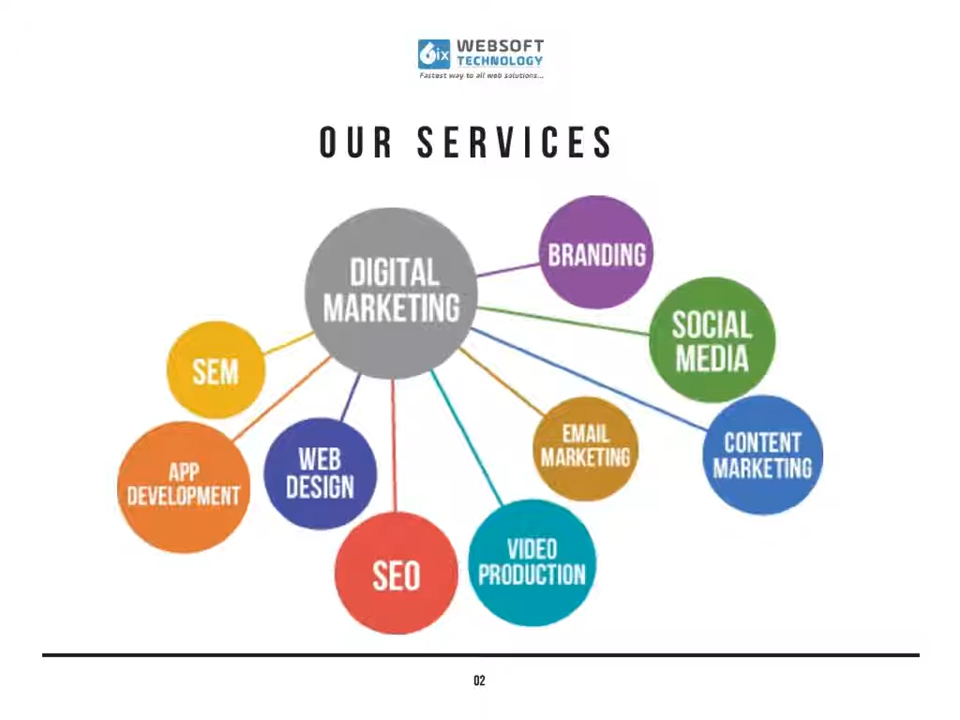 6ix WEBSOFT
TECHNOLOGY
Fastest way to all web solutions...
OUR SERVICES
DIGITAL
MARKETING
BRANDING
SOCIAL
MEDIA
SEM
CONTENT
MARKETING
EMAIL
MARKETING
APP
DEVELOPMENT
WEB
DESIGN
SEO
VIDEO
PRODUCTION
02